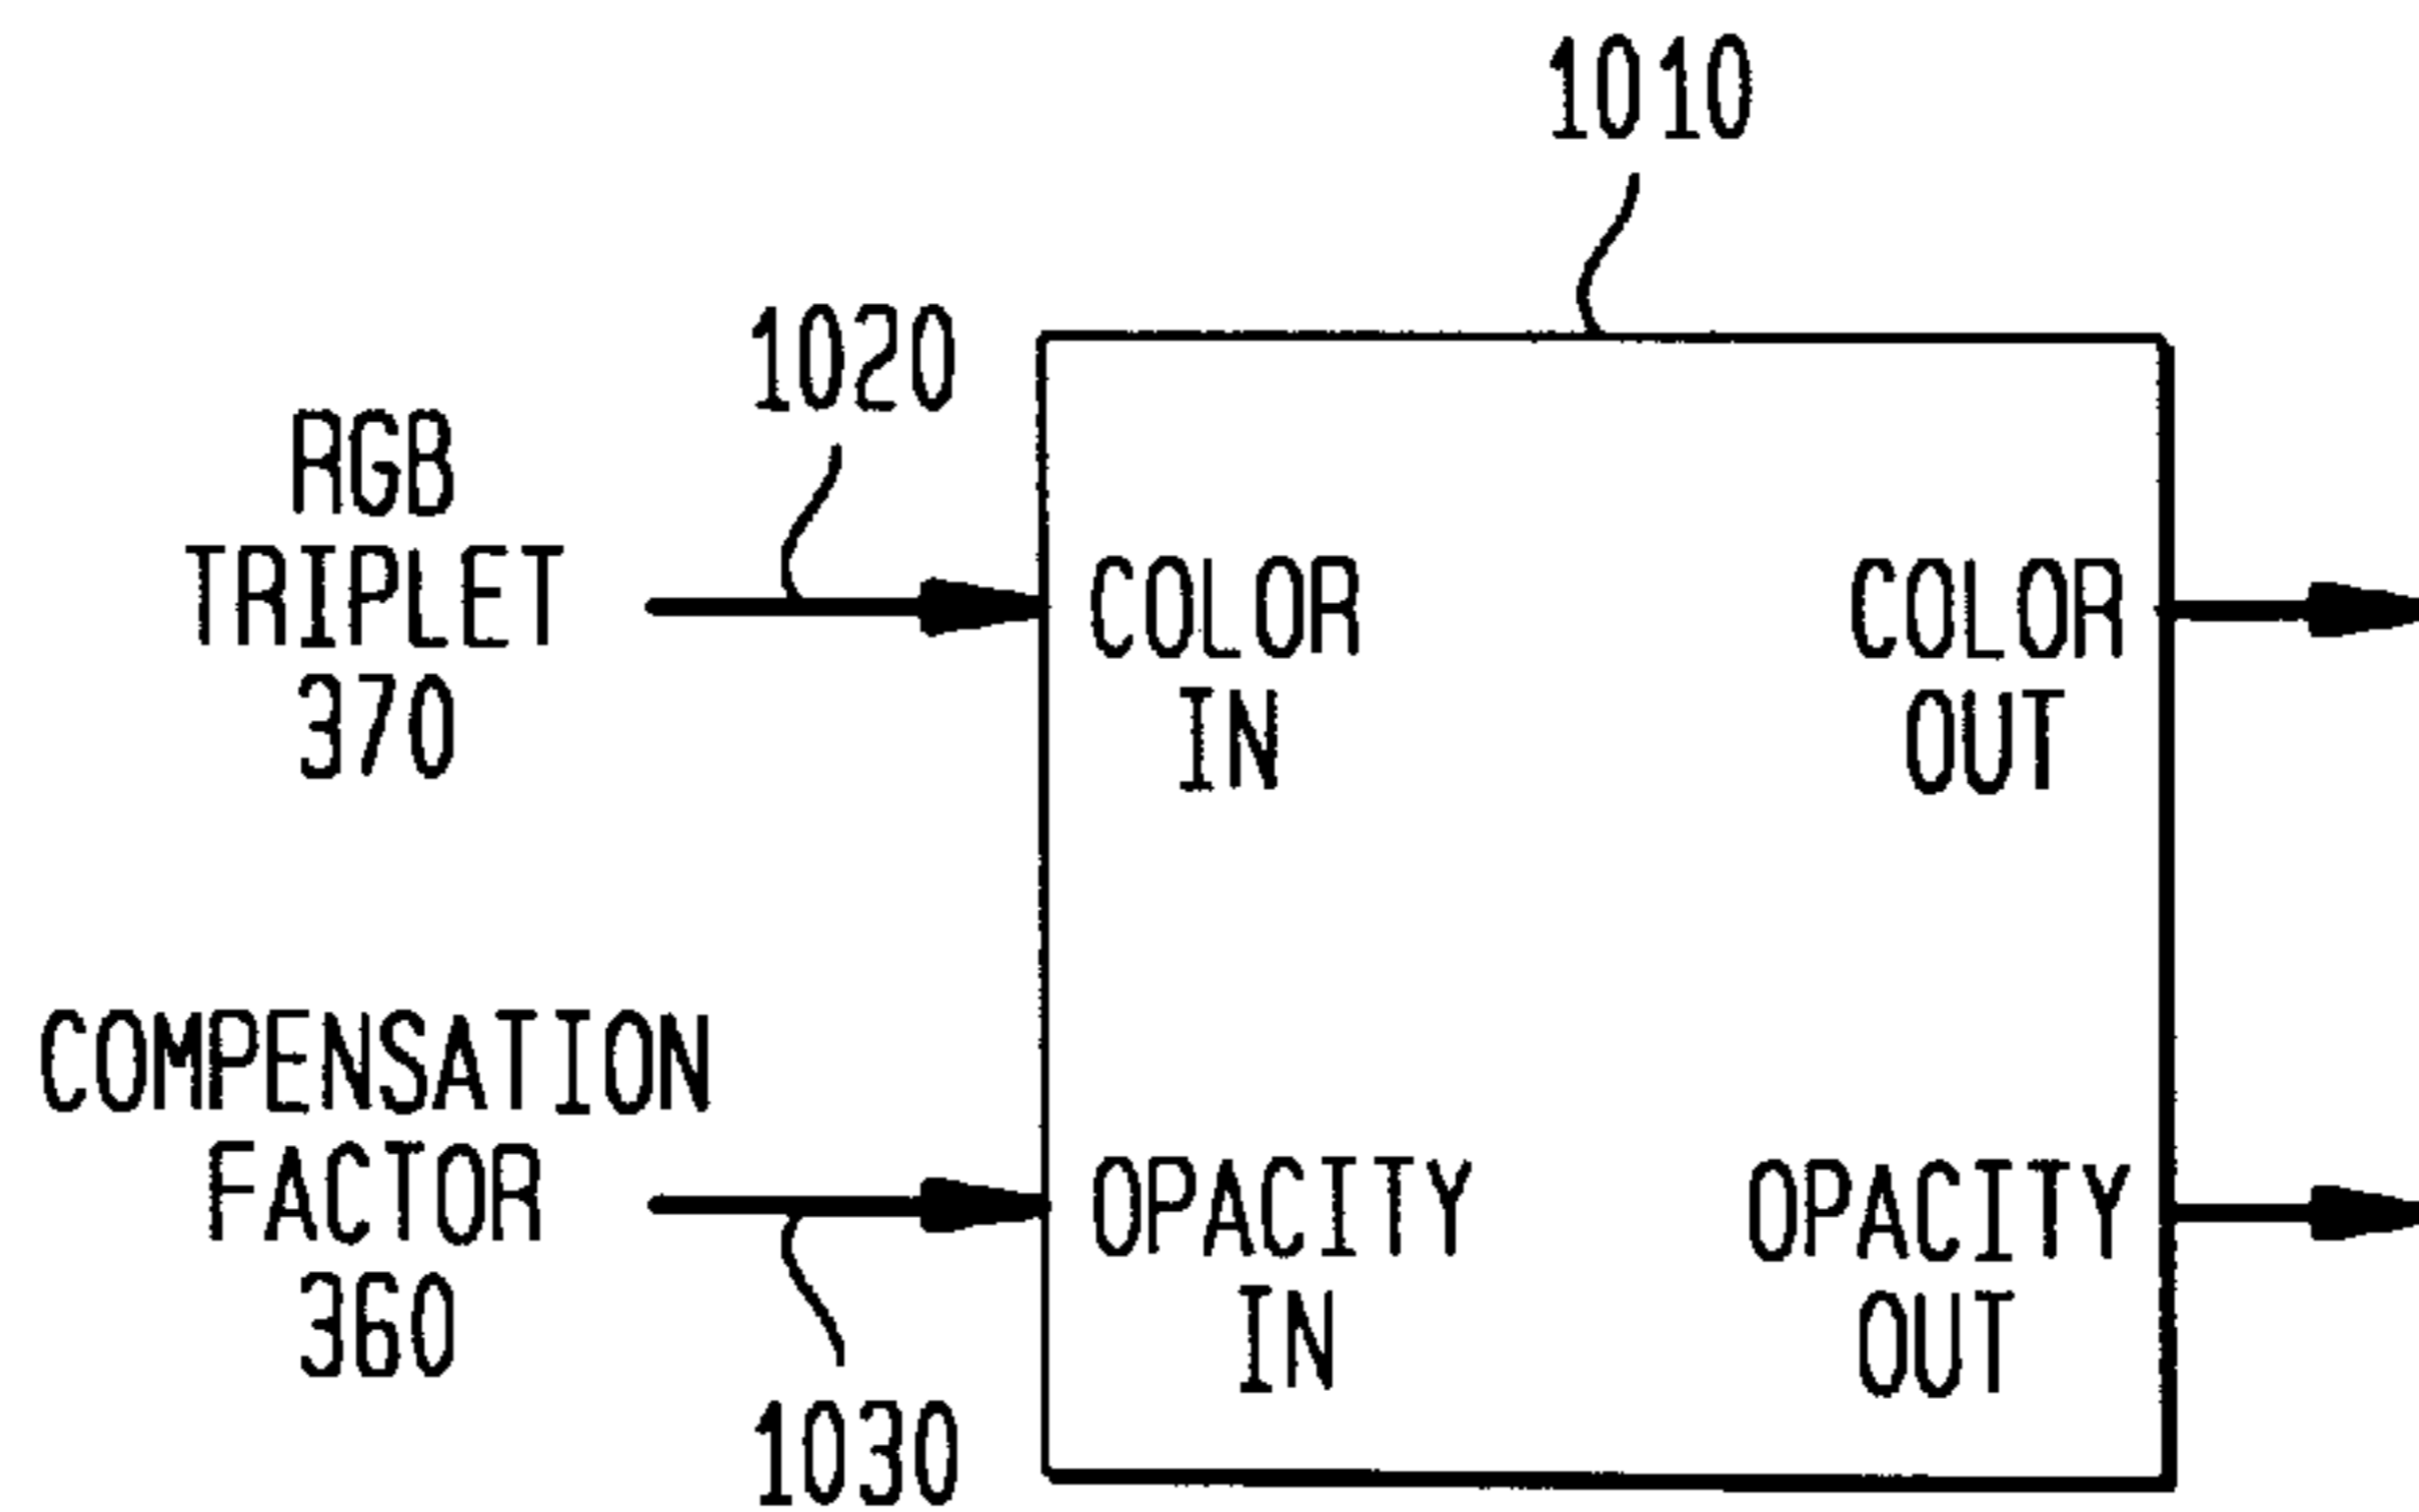 1010
1020
RGB
TRIPLET
370
COLOR
IN
COLOR
OUT
COMPENSATION
FACTOR
360
OPACITY
IN
OPACITY
OUT
1030